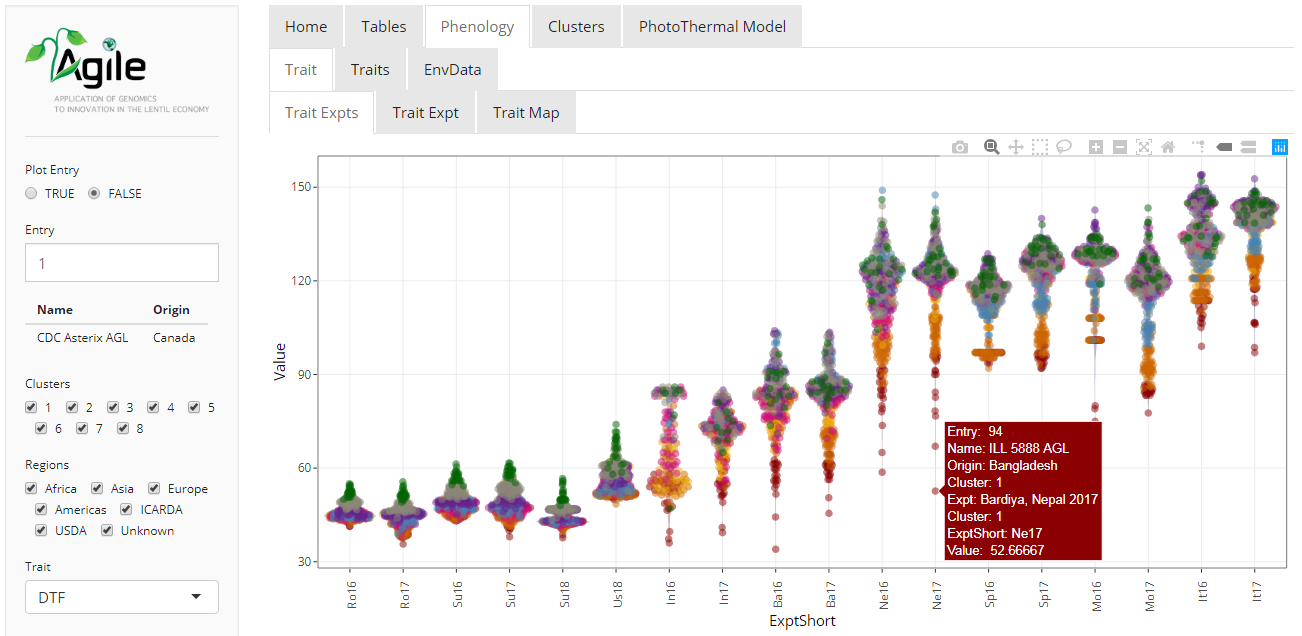 Agile
APPLICATION OF GENOMICS
TO INNOVATION IN THE LENTIL ECONOMY
Plot Entry
TRUE FALSE
Entry
1
Name Origin
CDC Asterix AGL Canada
Clusters
1 2 3 4 5
6 7 8
Regions
Africa Asia Europe
Americas ICARDA
USDA Unknown
Trait
DTF
Home Tables Phenology Clusters PhotoThermal Model
Trait Traits EnvData
Trait Expts Trait Expt Trait Map
Value
150
120
90
60
30
Entry: 94
Name: ILL 5888 AGL
Origin: Bangladesh
Cluster: 1
Expt: Bardiya, Nepal 2017
Cluster: 1
ExptShort: Ne17
Value: 52.66667
Ro16 Ro17 Su16 Su17 Su18 Us18 In16 In17 Ba16 Ba17 Ne16 Ne17 Sp16 Sp17 Mo16 Mo17 It16 It17
ExptShort